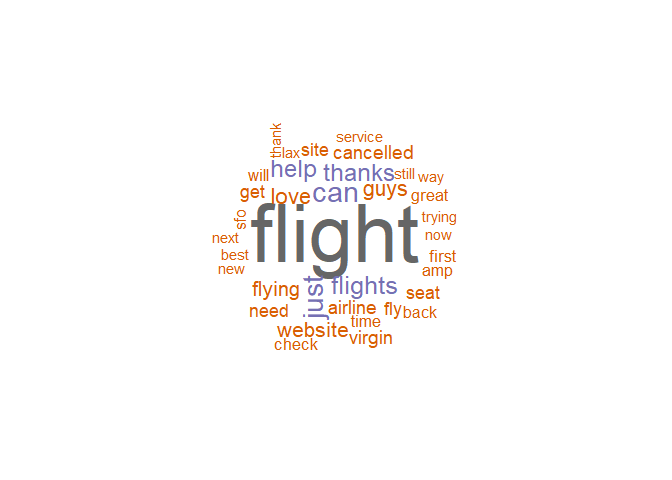 service
thank
lax
site
cancelled
will
help
thanks
still
way
get
love
can
guys
great
sfo
flight
trying
next
now
best
first
new
amp
flying
just
flights
seat
need
airline
fly
back
time
website
virgin
check